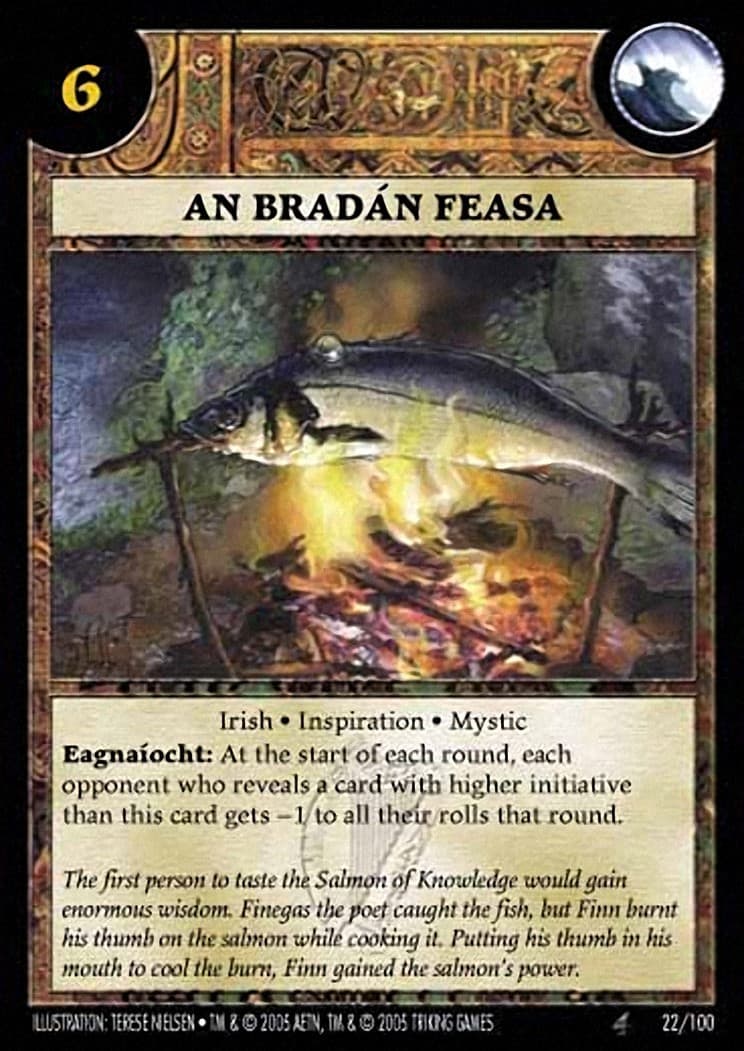 6
AN BRADÁN FEASA
Irish • Inspiration • Mystic
Eagnaíocht: At the start of each round, each
opponent who reveals a card with higher initiative
than this card gets –1 to all their rolls that round.
The first person to taste the Salmon of Knowledge would gain
enormous wisdom. Finegas the poet caught the fish, but Finn burnt
his thumb on the salmon while cooking it. Putting his thumb in his
mouth to cool the burn, Finn gained the salmon's power.
ILLUSTRATION: TERESE NIELSEN • TM & © 2005 AETN, TM & © 2005 TRIKING GAMES
4 22/100